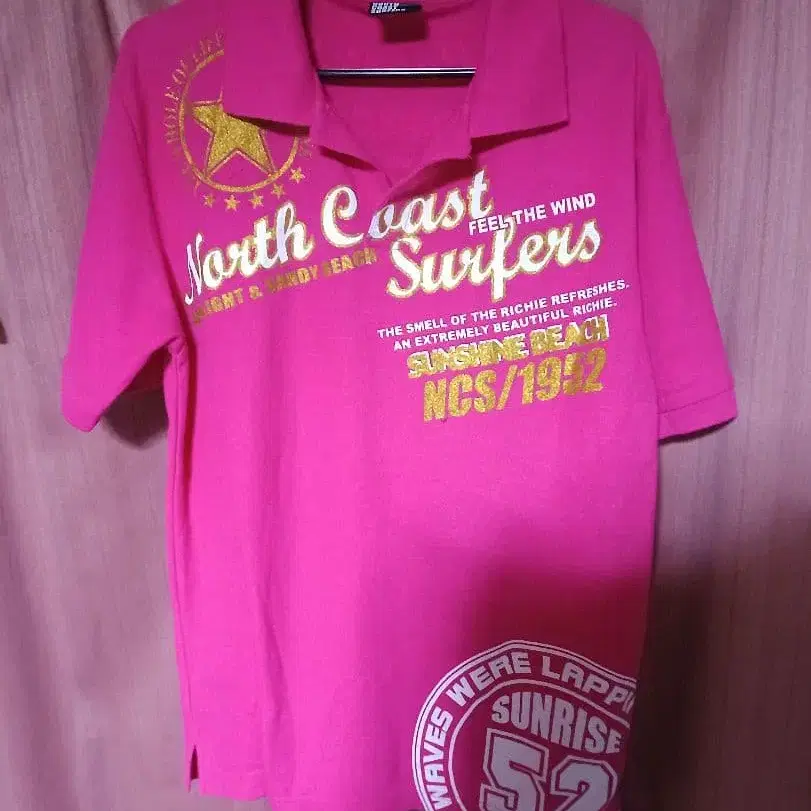 North Coast
FEEL THE WIND
Surfers
& SANDY BEACH
THE SMELL OF THE RICHIE REFRESHES.
AN EXTREMELY BEAUTIFUL RICHIE.
SUNSHINE BEACH
NCS/1952
WAVES WERE
SUNRISE
52